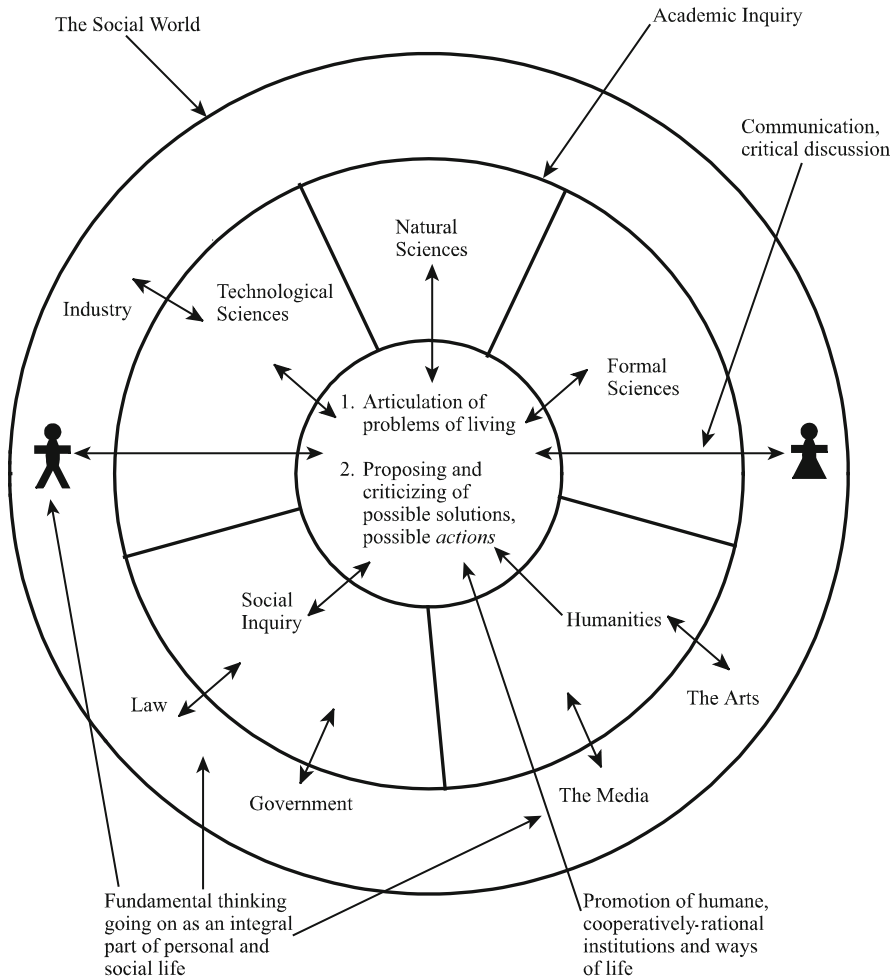 The Social World
Academic Inquiry
Communication,
critical discussion
Natural
Sciences
Technological
Sciences
Industry
Formal
Sciences
1. Articulation of
problems of living
2. Proposing and
criticizing of
possible solutions,
possible actions
Social
Inquiry
Humanities
Law
The Arts
Government
The Media
Fundamental thinking
going on as an integral
part of personal and
social life
Promotion of humane,
cooperatively-rational
institutions and ways
of life